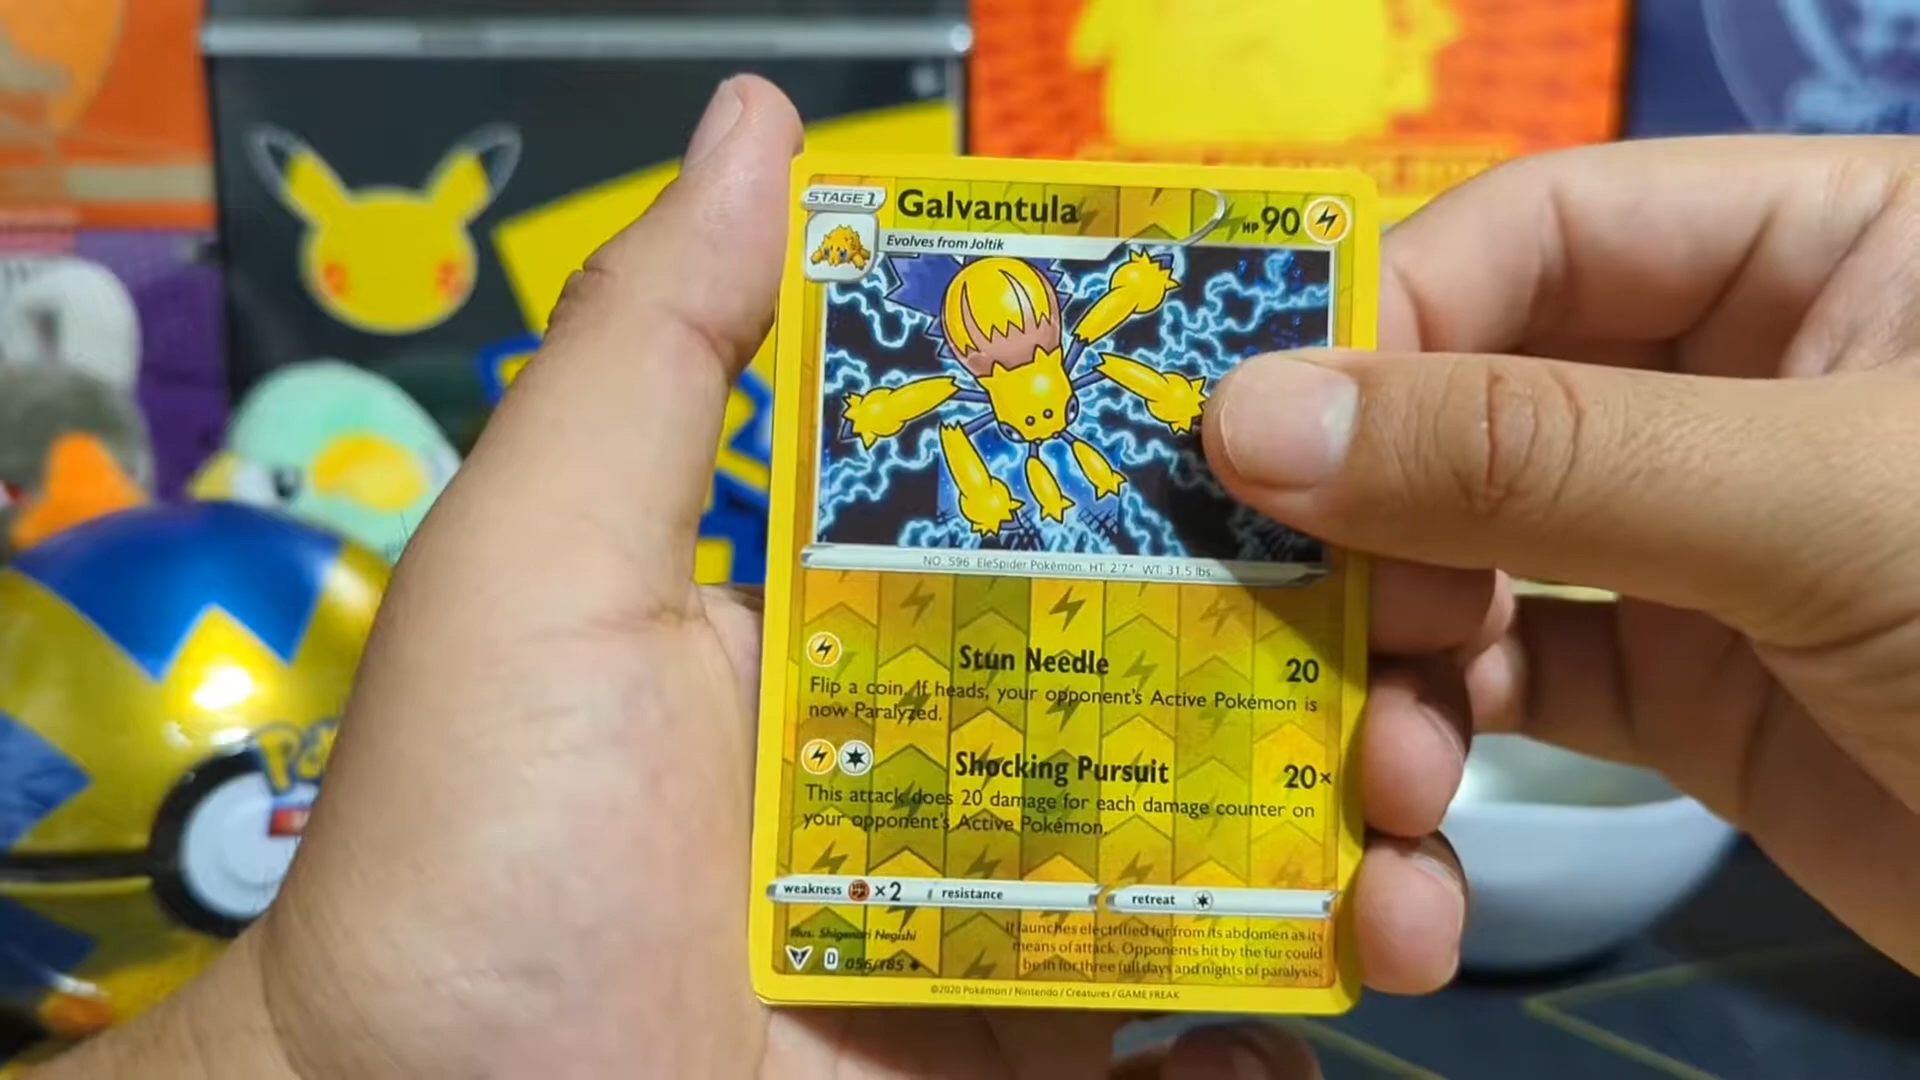 STAGE 1
Galvantula
HP 90
Evolves from Joltik
NO. 596 EleSpider Pokémon. HT. 2'7" WT. 31.5 lbs.
Stun Needle 20
Flip a coin. If heads, your opponent's Active Pokémon is
now Paralyzed.
Shocking Pursuit 20×
This attack does 20 damage for each damage counter on
your opponent's Active Pokémon.
weakness ×2 resistance retreat
Illus. Shigenori Negishi
D 056/185
It launches electrified fur from its abdomen as its
means of attack. Opponents hit by the fur could
be in for three full days and nights of paralysis.
©2020 Pokémon / Nintendo / Creatures / GAME FREAK